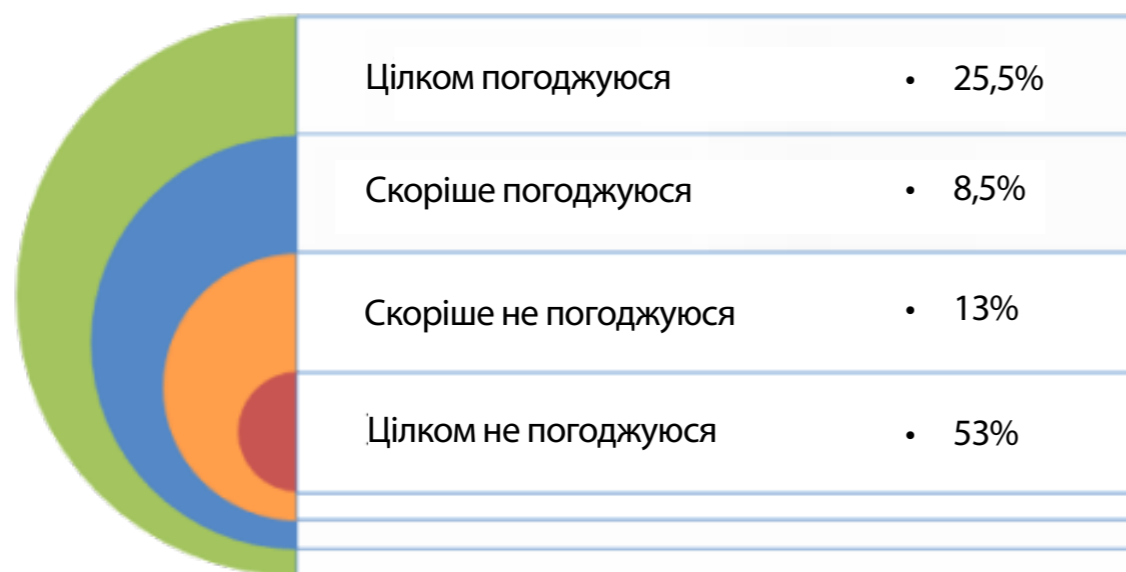 Цілком погоджуюся • 25,5%
Скоріше погоджуюся • 8,5%
Скоріше не погоджуюся • 13%
Цілком не погоджуюся • 53%